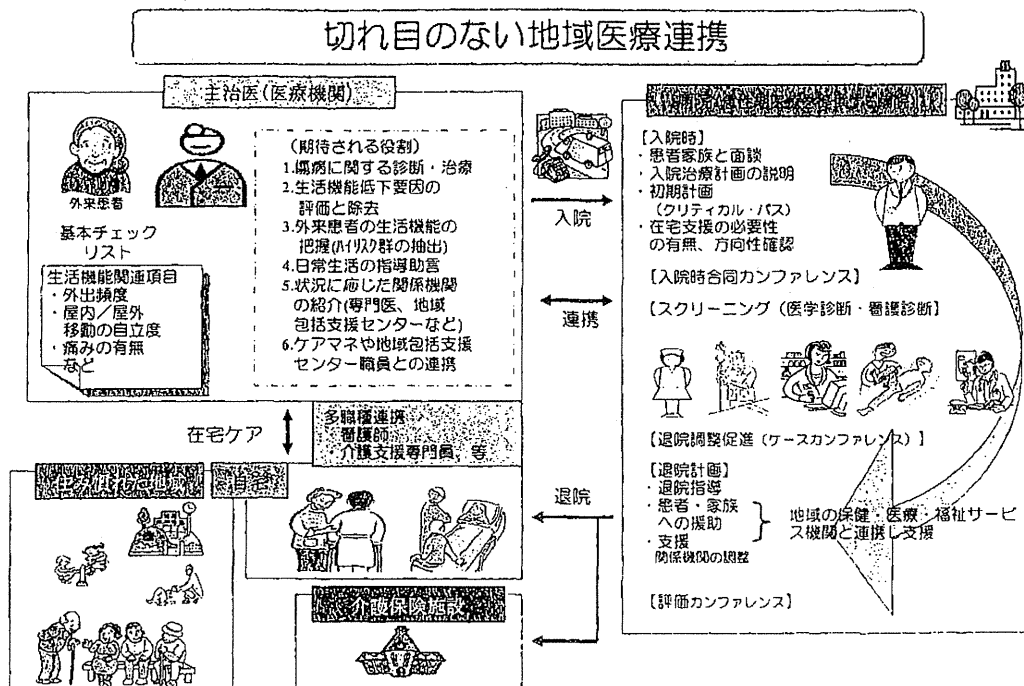 切れ目のない地域医療連携
主治医(医療機関)
外来患者
基本チェック
リスト
生活機能関連項目
・外出頻度
・屋内/屋外
移動の自立度
・痛みの有無
など
(期待される役割)
1.傷病に関する診断・治療
2.生活機能低下要因の
評価と除去
3.外来患者の生活機能の
把握(ハイリスク群の抽出)
4.日常生活の指導助言
5.状況に応じた関係機関
の紹介(専門医、地域
包括支援センターなど)
6.ケアマネや地域包括支援
センター職員との連携
入院
連携
【入院時】
・患者家族と面談
・入院治療計画の説明
・初期計画
(クリティカル・パス)
・在宅支援の必要性
の有無、方向性確認
【入院時合同カンファレンス】
【スクリーニング(医学診断・看護診断)】
【退院調整促進(ケースカンファレンス)】
【退院計画】
・退院指導
・患者・家族
への援助
・支援
関係機関の調整
地域の保健・医療・福祉サービ
ス機関と連携し支援
【評価カンファレンス】
在宅ケア
多職種連携
・看護師
・介護支援専門員、等
退院
自宅
介護保険施設